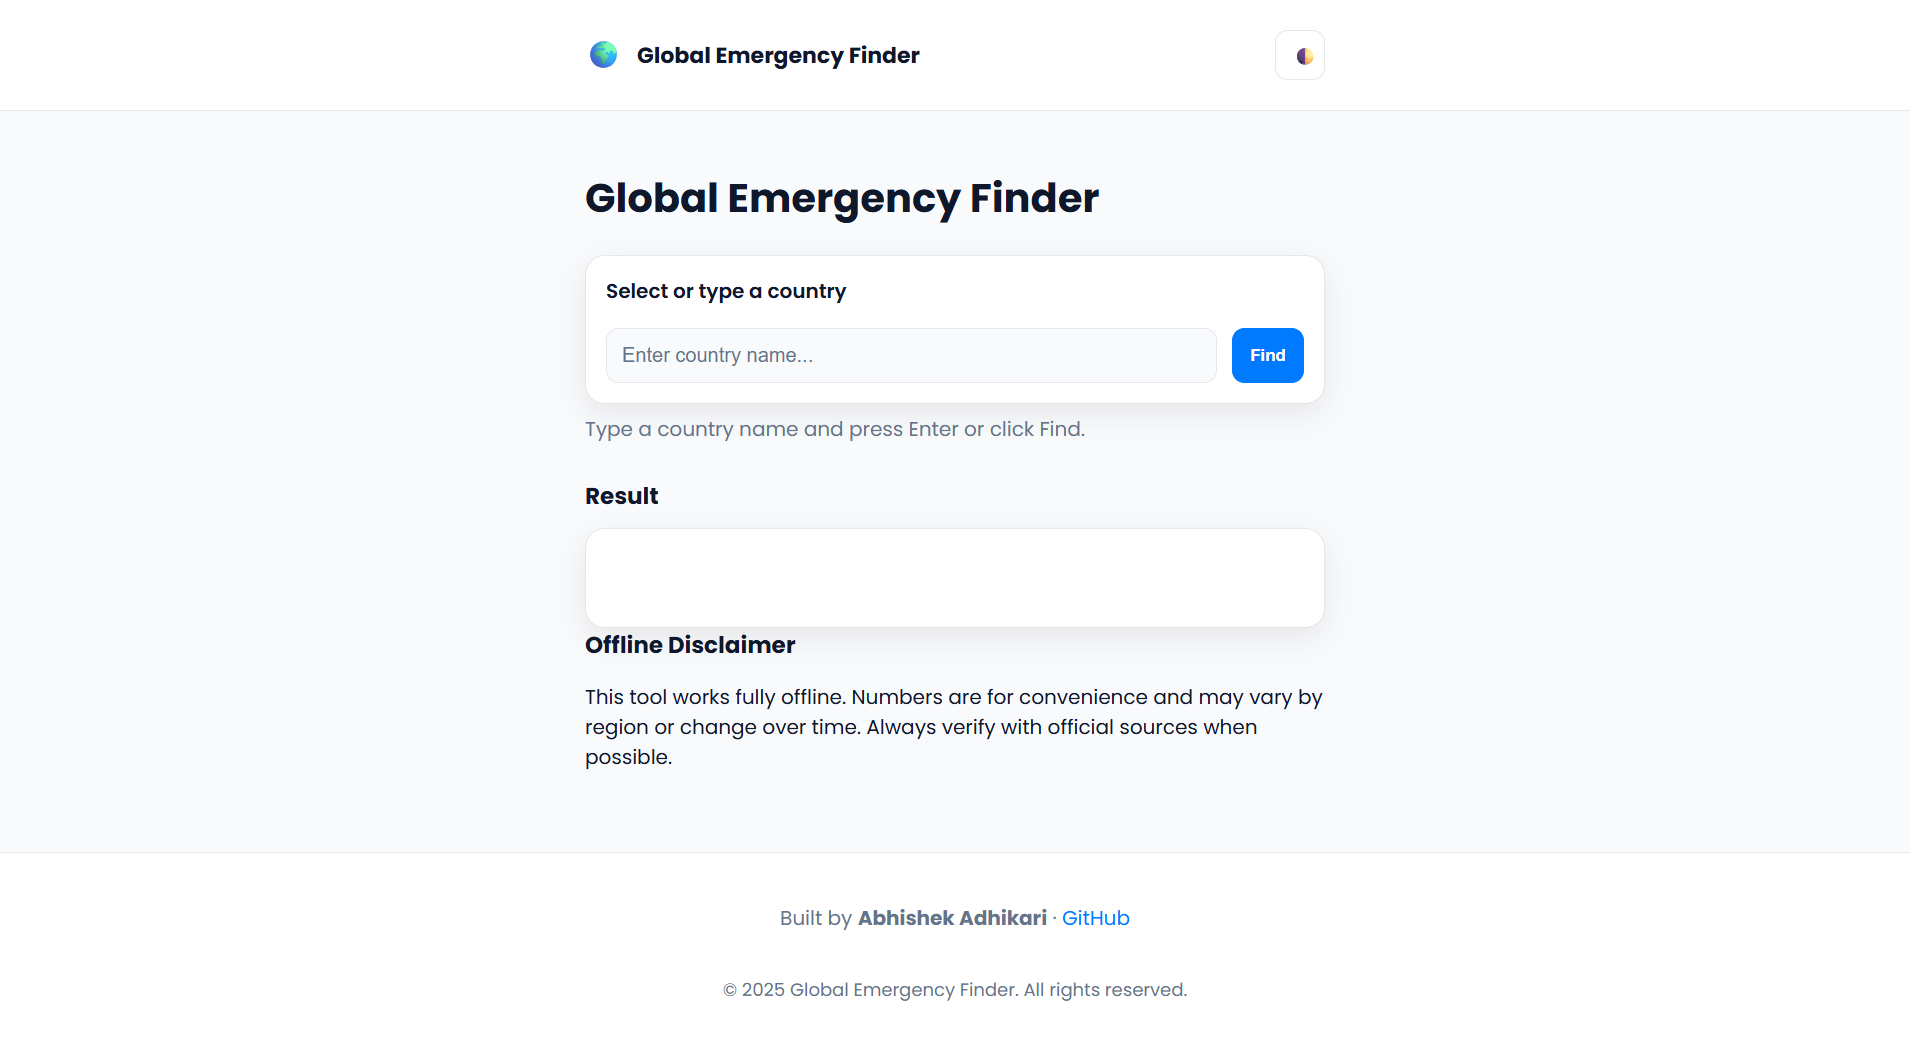 Global Emergency Finder
Global Emergency Finder
Select or type a country
Enter country name...
Find
Type a country name and press Enter or click Find.
Result
Offline Disclaimer
This tool works fully offline. Numbers are for convenience and may vary by
region or change over time. Always verify with official sources when
possible.
Built by Abhishek Adhikari · GitHub
© 2025 Global Emergency Finder. All rights reserved.